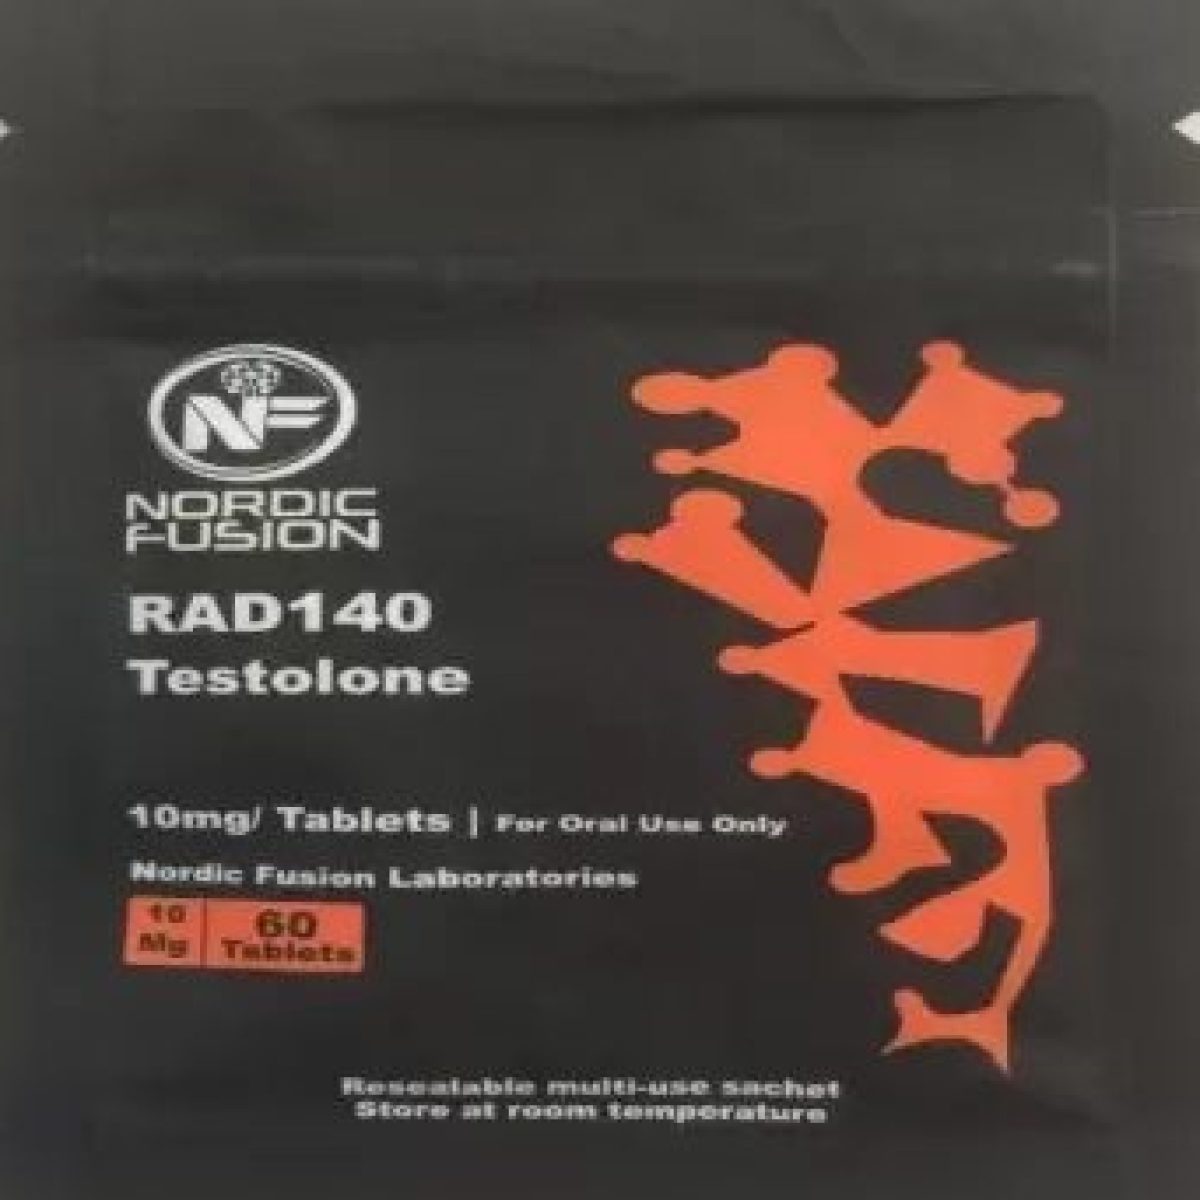 NF
NORDIC
FUSION
RAD140
Testolone
10mg/ Tablets | For Oral Use Only
Nordic Fusion Laboratories
10 Mg
60 Tablets
Resealable multi-use sachet
Store at room temperature